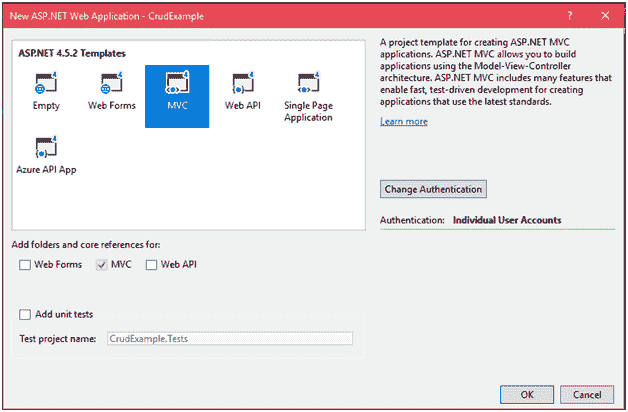 New ASP.NET Web Application - CrudExample
?
ASP.NET 4.5.2 Templates
Empty
Web Forms
MVC
Web API
Single Page
Application
Azure API App
A project template for creating ASP.NET MVC
applications. ASP.NET MVC allows you to build
applications using the Model-View-Controller
architecture. ASP.NET MVC includes many features that
enable fast, test-driven development for creating
applications that use the latest standards.
Learn more
Change Authentication
Authentication: Individual User Accounts
Add folders and core references for:
Web Forms
MVC
Web API
Add unit tests
Test project name: CrudExample.Tests
OK
Cancel